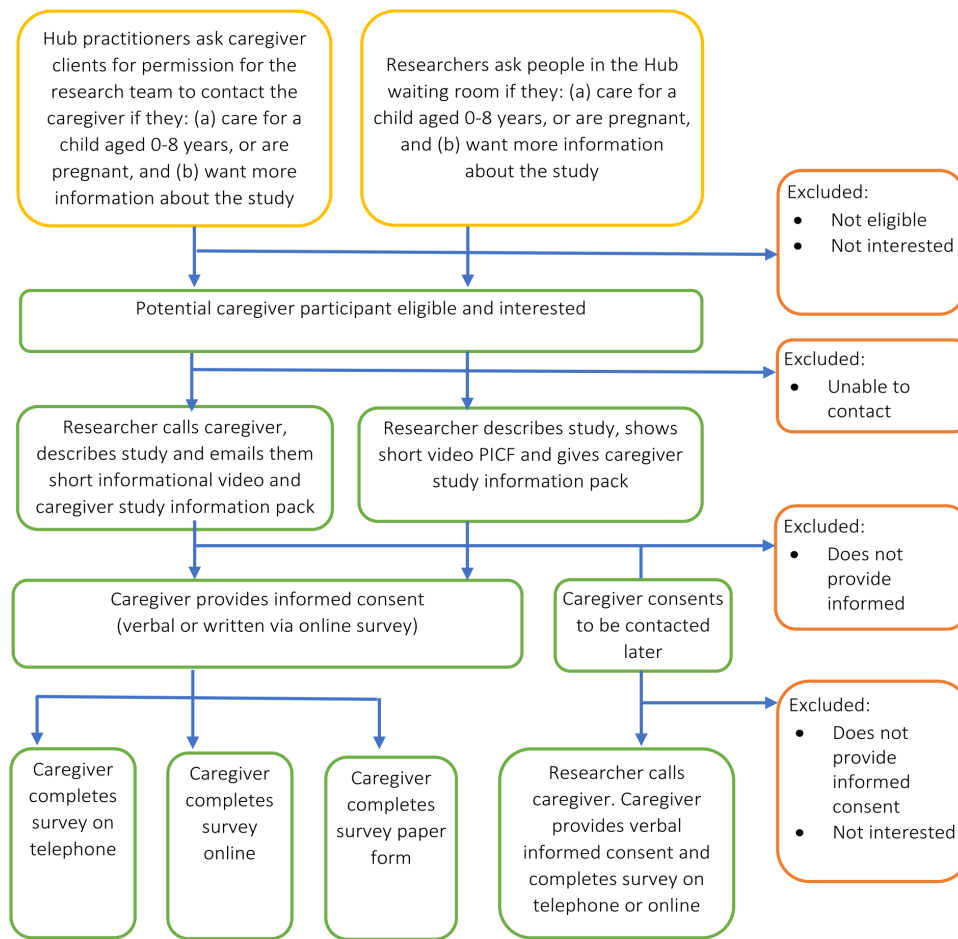 Hub practitioners ask caregiver
clients for permission for the
research team to contact the
caregiver if they: (a) care for a
child aged 0-8 years, or are
pregnant, and (b) want more
information about the study
Researchers ask people in the Hub
waiting room if they: (a) care for a
child aged 0-8 years, or are pregnant,
and (b) want more information
about the study
Excluded:
● Not eligible
● Not interested
Potential caregiver participant eligible and interested
Excluded:
● Unable to
contact
Researcher calls caregiver,
describes study and emails them
short informational video and
caregiver study information pack
Researcher describes study, shows
short video PICF and gives caregiver
study information pack
Excluded:
● Does not
provide
informed
Caregiver provides informed consent
(verbal or written via online survey)
Caregiver consents
to be contacted
later
Excluded:
● Does not
provide
informed
consent
● Not interested
Caregiver
completes
survey on
telephone
Caregiver
completes
survey
online
Caregiver
completes
survey paper
form
Researcher calls
caregiver. Caregiver
provides verbal
informed consent and
completes survey on
telephone or online